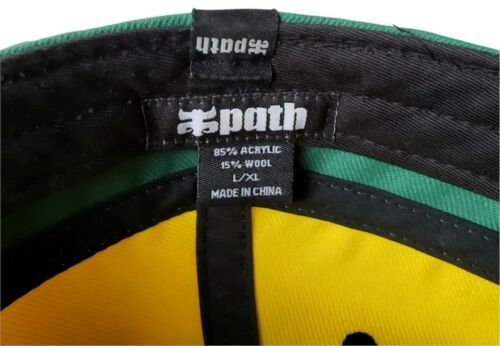 path
path
85% ACRYLIC
15% WOOL
L/XL
MADE IN CHINA